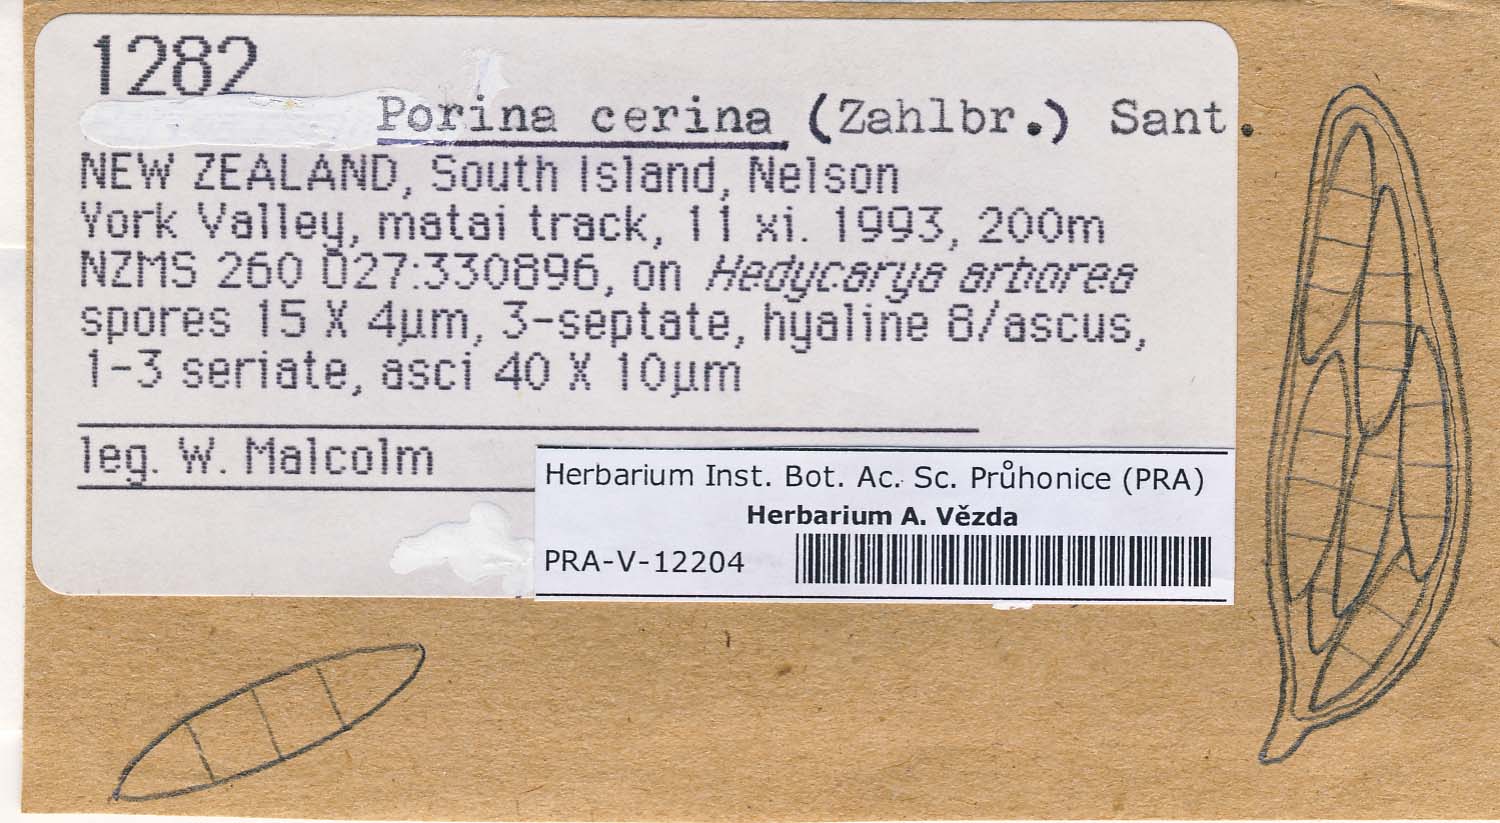 1282
Porina cerina (Zahlbr.) Sant.
NEW ZEALAND, South Island, Nelson
York Valley, matai track, 11 xi. 1993, 200m
NZMS 260 O27:330896, on Hedycarya arborea
spores 15 X 4µm, 3-septate, hyaline 8/ascus,
1-3 seriate, asci 40 X 10µm
leg. W. Malcolm
Herbarium Inst. Bot. Ac. Sc. Průhonice (PRA)
Herbarium A. Vězda
PRA-V-12204